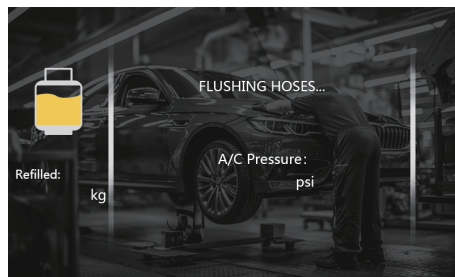 FLUSHING HOSES...
A/C Pressure:
psi
Refilled:
kg